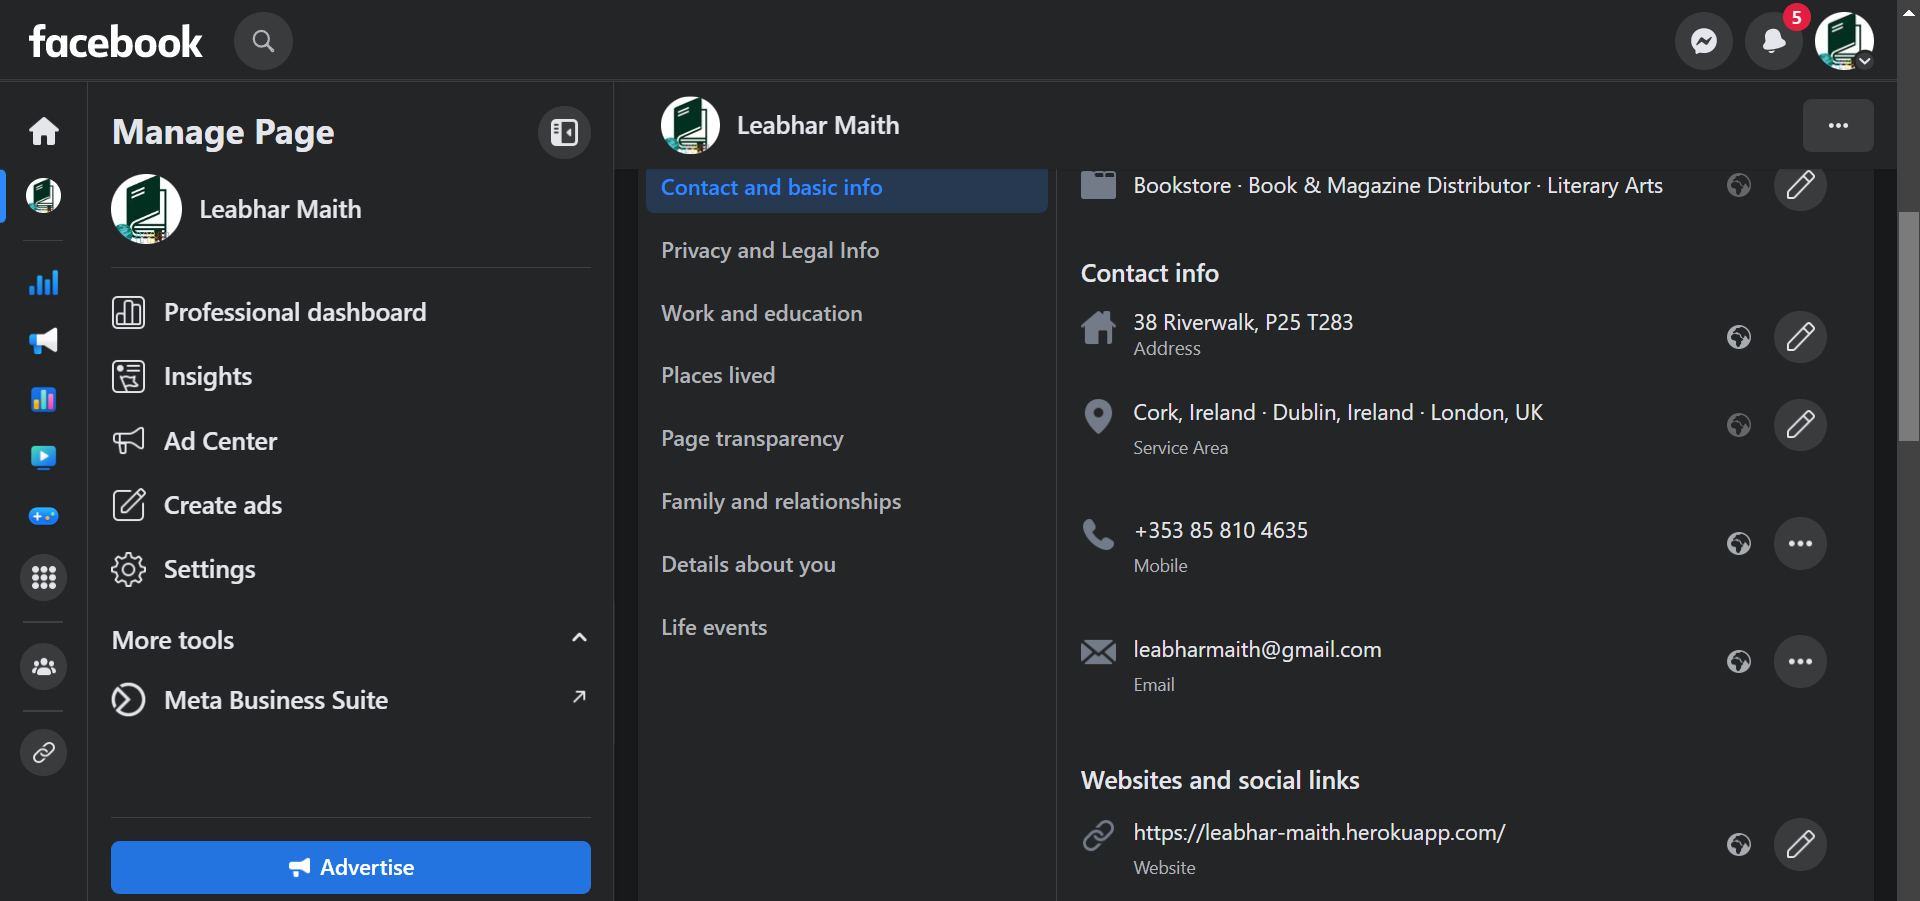 facebook
5
Manage Page
Leabhar Maith
Professional dashboard
Insights
Ad Center
Create ads
Settings
More tools
Meta Business Suite
Advertise
Leabhar Maith
Contact and basic info
Privacy and Legal Info
Work and education
Places lived
Page transparency
Family and relationships
Details about you
Life events
Bookstore · Book & Magazine Distributor · Literary Arts
Contact info
38 Riverwalk, P25 T283
Address
Cork, Ireland · Dublin, Ireland · London, UK
Service Area
+353 85 810 4635
Mobile
leabharmaith@gmail.com
Email
Websites and social links
https://leabhar-maith.herokuapp.com/
Website